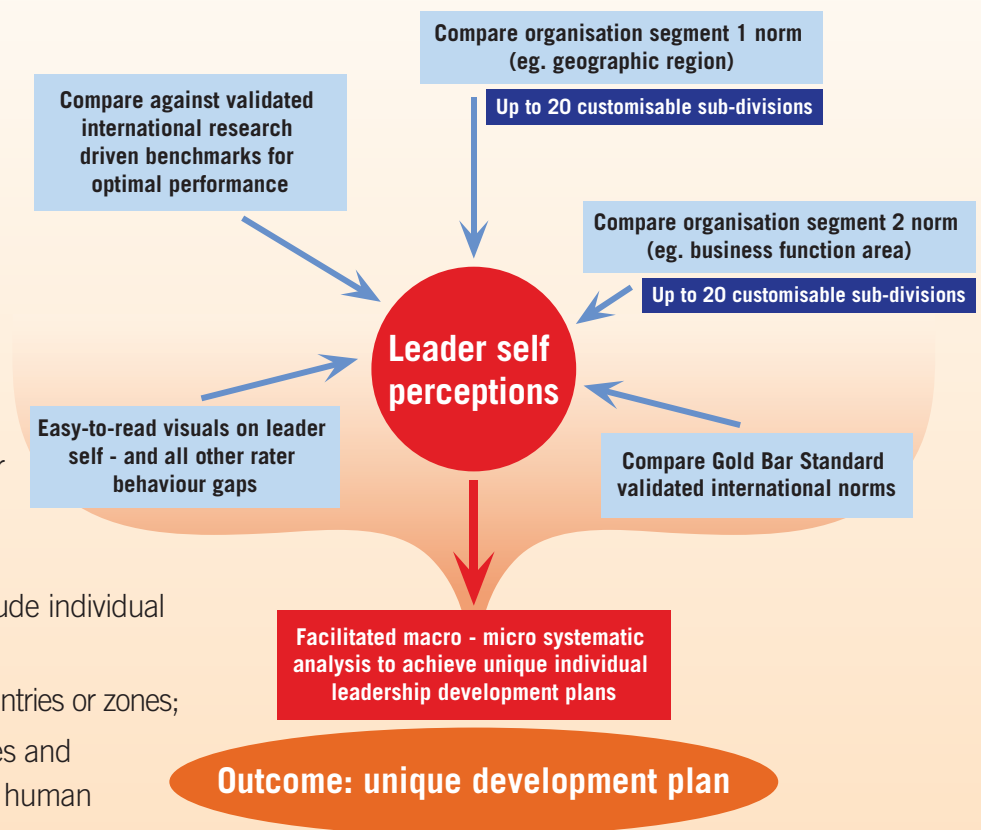 Compare organisation segment 1 norm
(eg. geographic region)
Up to 20 customisable sub-divisions
Compare against validated
international research
driven benchmarks for
optimal performance
Compare organisation segment 2 norm
(eg. business function area)
Up to 20 customisable sub-divisions
Leader self
perceptions
Easy-to-read visuals on leader
self - and all other rater
behaviour gaps
Compare Gold Bar Standard
validated international norms
individual
or zones;
and
human
Facilitated macro - micro systematic
analysis to achieve unique individual
leadership development plans
Outcome: unique development plan